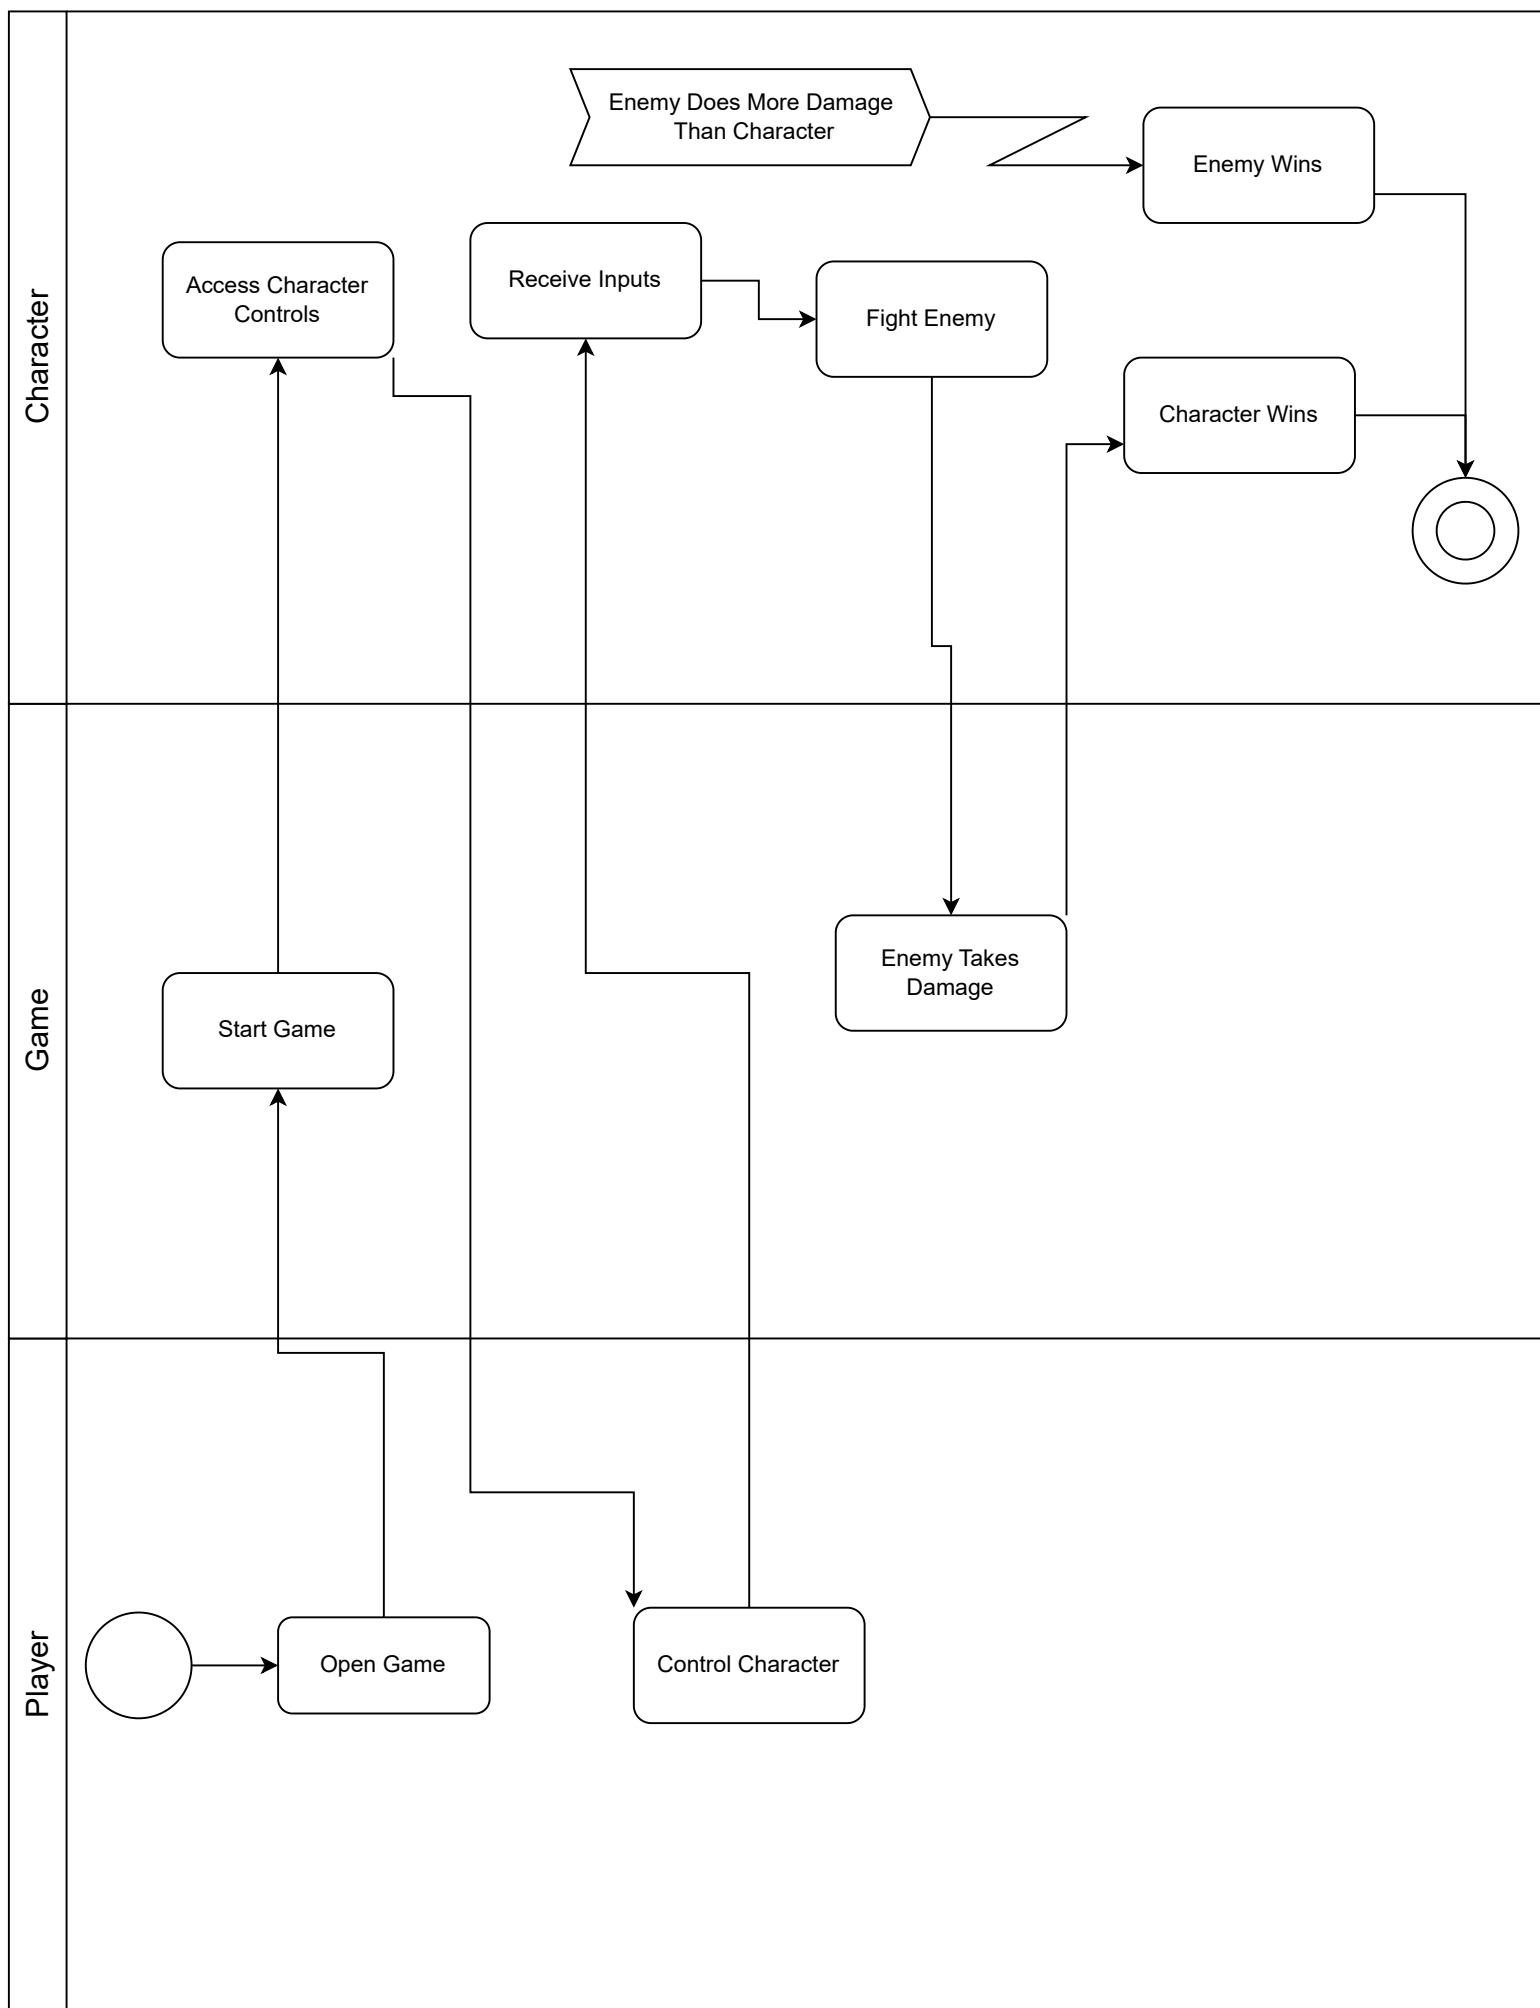 Character
Enemy Does More Damage
Than Character
Enemy Wins
Access Character
Controls
Receive Inputs
Fight Enemy
Character Wins
Game
Enemy Takes
Damage
Start Game
Player
Open Game
Control Character